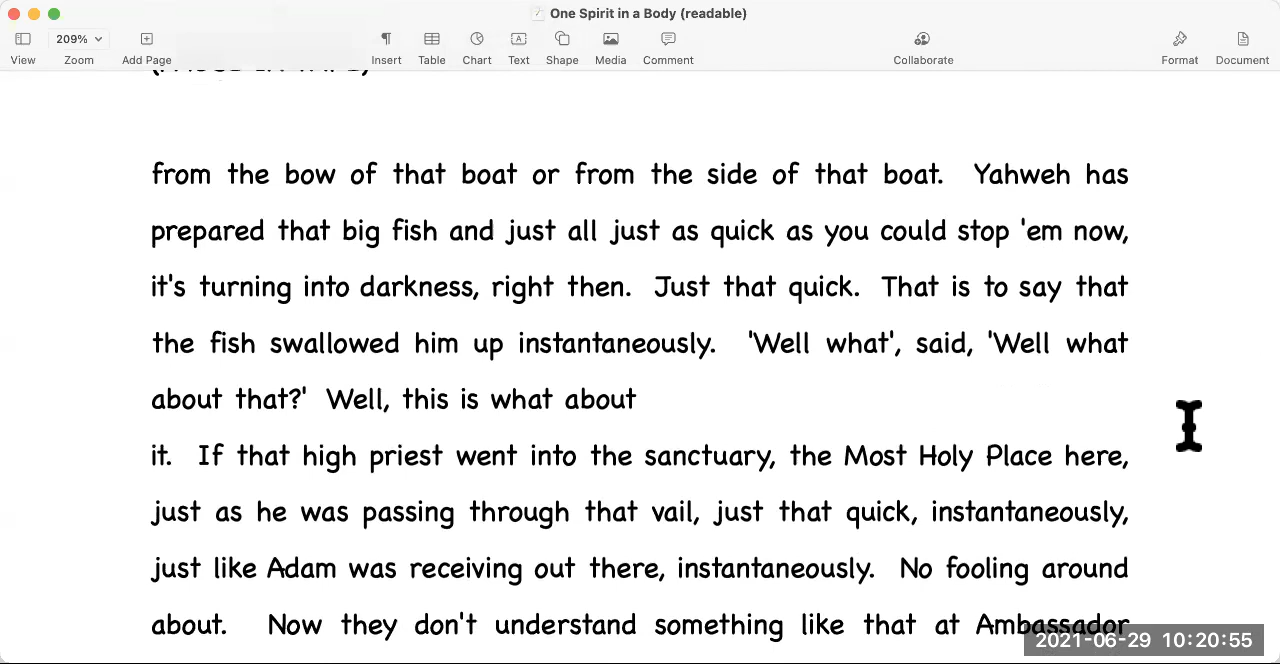 One Spirit in a Body (readable)
209%
View Zoom Add Page Insert Table Chart Text Shape Media Comment Collaborate Format Document
from the bow of that boat or from the side of that boat. Yahweh has
prepared that big fish and just all just as quick as you could stop 'em now,
it's turning into darkness, right then. Just that quick. That is to say that
the fish swallowed him up instantaneously. 'Well what', said, 'Well what
about that?' Well, this is what about
it. If that high priest went into the sanctuary, the Most Holy Place here,
just as he was passing through that vail, just that quick, instantaneously,
just like Adam was receiving out there, instantaneously. No fooling around
about. Now they don't understand something like that at Ambassador
2021-06-29 10:20:55